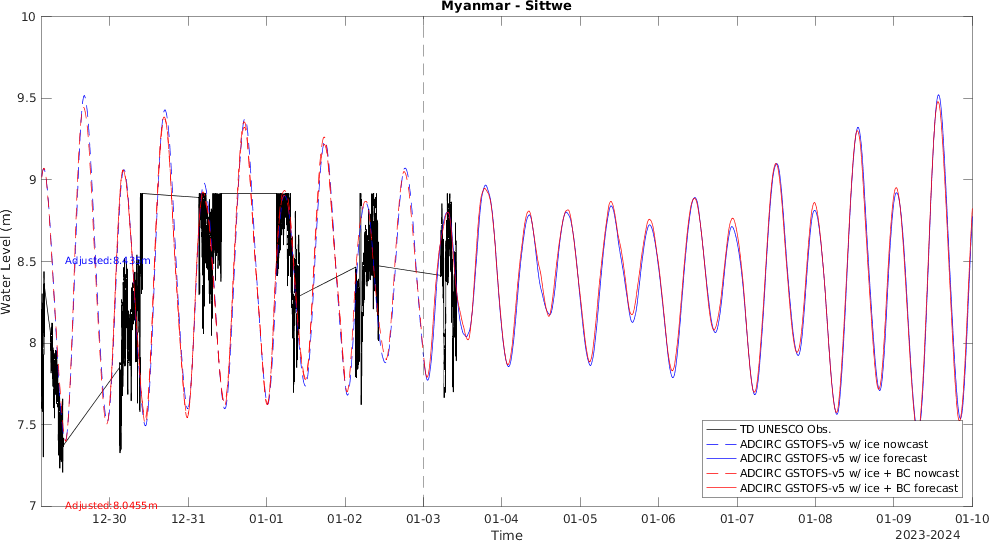 Myanmar - Sittwe
10
9.5
9
8.5
8
7.5
7
Water Level (m)
Adjusted:8.0455m
TD UNESCO Obs.
ADCIRC GSTOFS-v5 w/ ice nowcast
ADCIRC GSTOFS-v5 w/ ice forecast
ADCIRC GSTOFS-v5 w/ ice + BC nowcast
ADCIRC GSTOFS-v5 w/ ice + BC forecast
12-30 12-31 01-01 01-02 01-03 01-04 01-05 01-06 01-07 01-08 01-09 01-10
Time
2023-2024